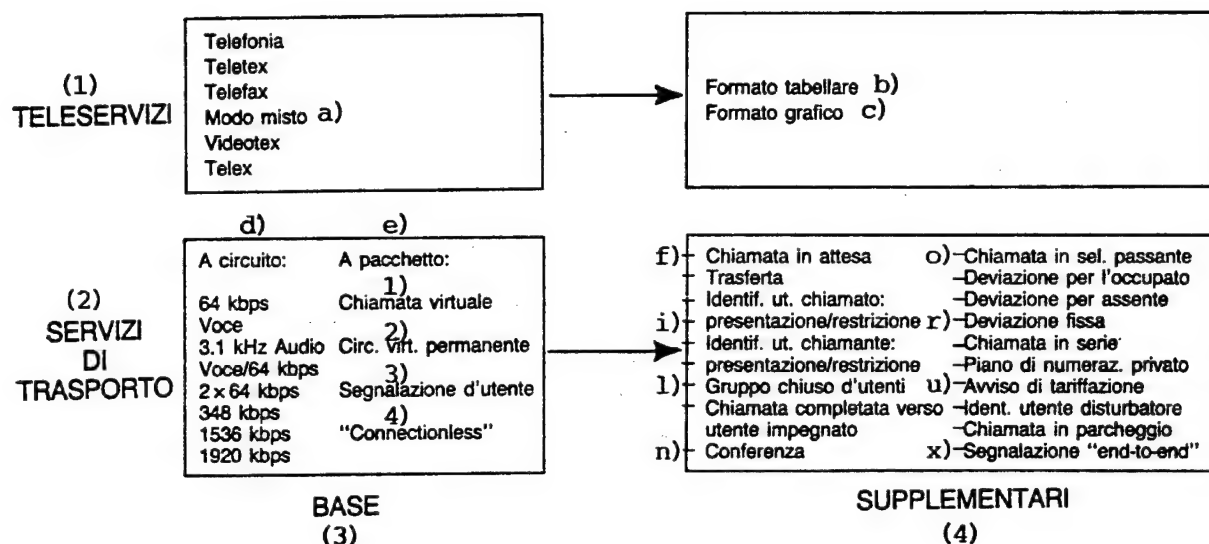 (1)
TELESERVIZI
Telefonia
Teletex
Telefax
Modo misto a)
Videotex
Telex
Formato tabellare b)
Formato grafico c)
(2)
SERVIZI
DI
TRASPORTO
d)
A circuito:
64 kbps
Voce
3.1 kHz Audio
Voce/64 kbps
2 x 64 kbps
348 kbps
1536 kbps
1920 kbps
e)
A pacchetto:
1)
Chiamata virtuale
2)
Circ. virt. permanente
3)
Segnalazione d'utente
4)
"Connectionless"
BASE
(3)
f) Chiamata in attesa
Trasferta
Identif. ut. chiamato:
i) presentazione/restrizione
Identif. ut. chiamante:
presentazione/restrizione
l) Gruppo chiuso d'utenti
Chiamata completata verso
utente impegnato
n) Conferenza
o) Chiamata in sel. passante
Deviazione per l'occupato
Deviazione per assente
r) Deviazione fissa
Chiamata in serie
Piano di numeraz. privato
u) Avviso di tariffazione
Ident. utente disturbatore
Chiamata in parcheggio
x) Segnalazione "end-to-end"
SUPPLEMENTARI
(4)